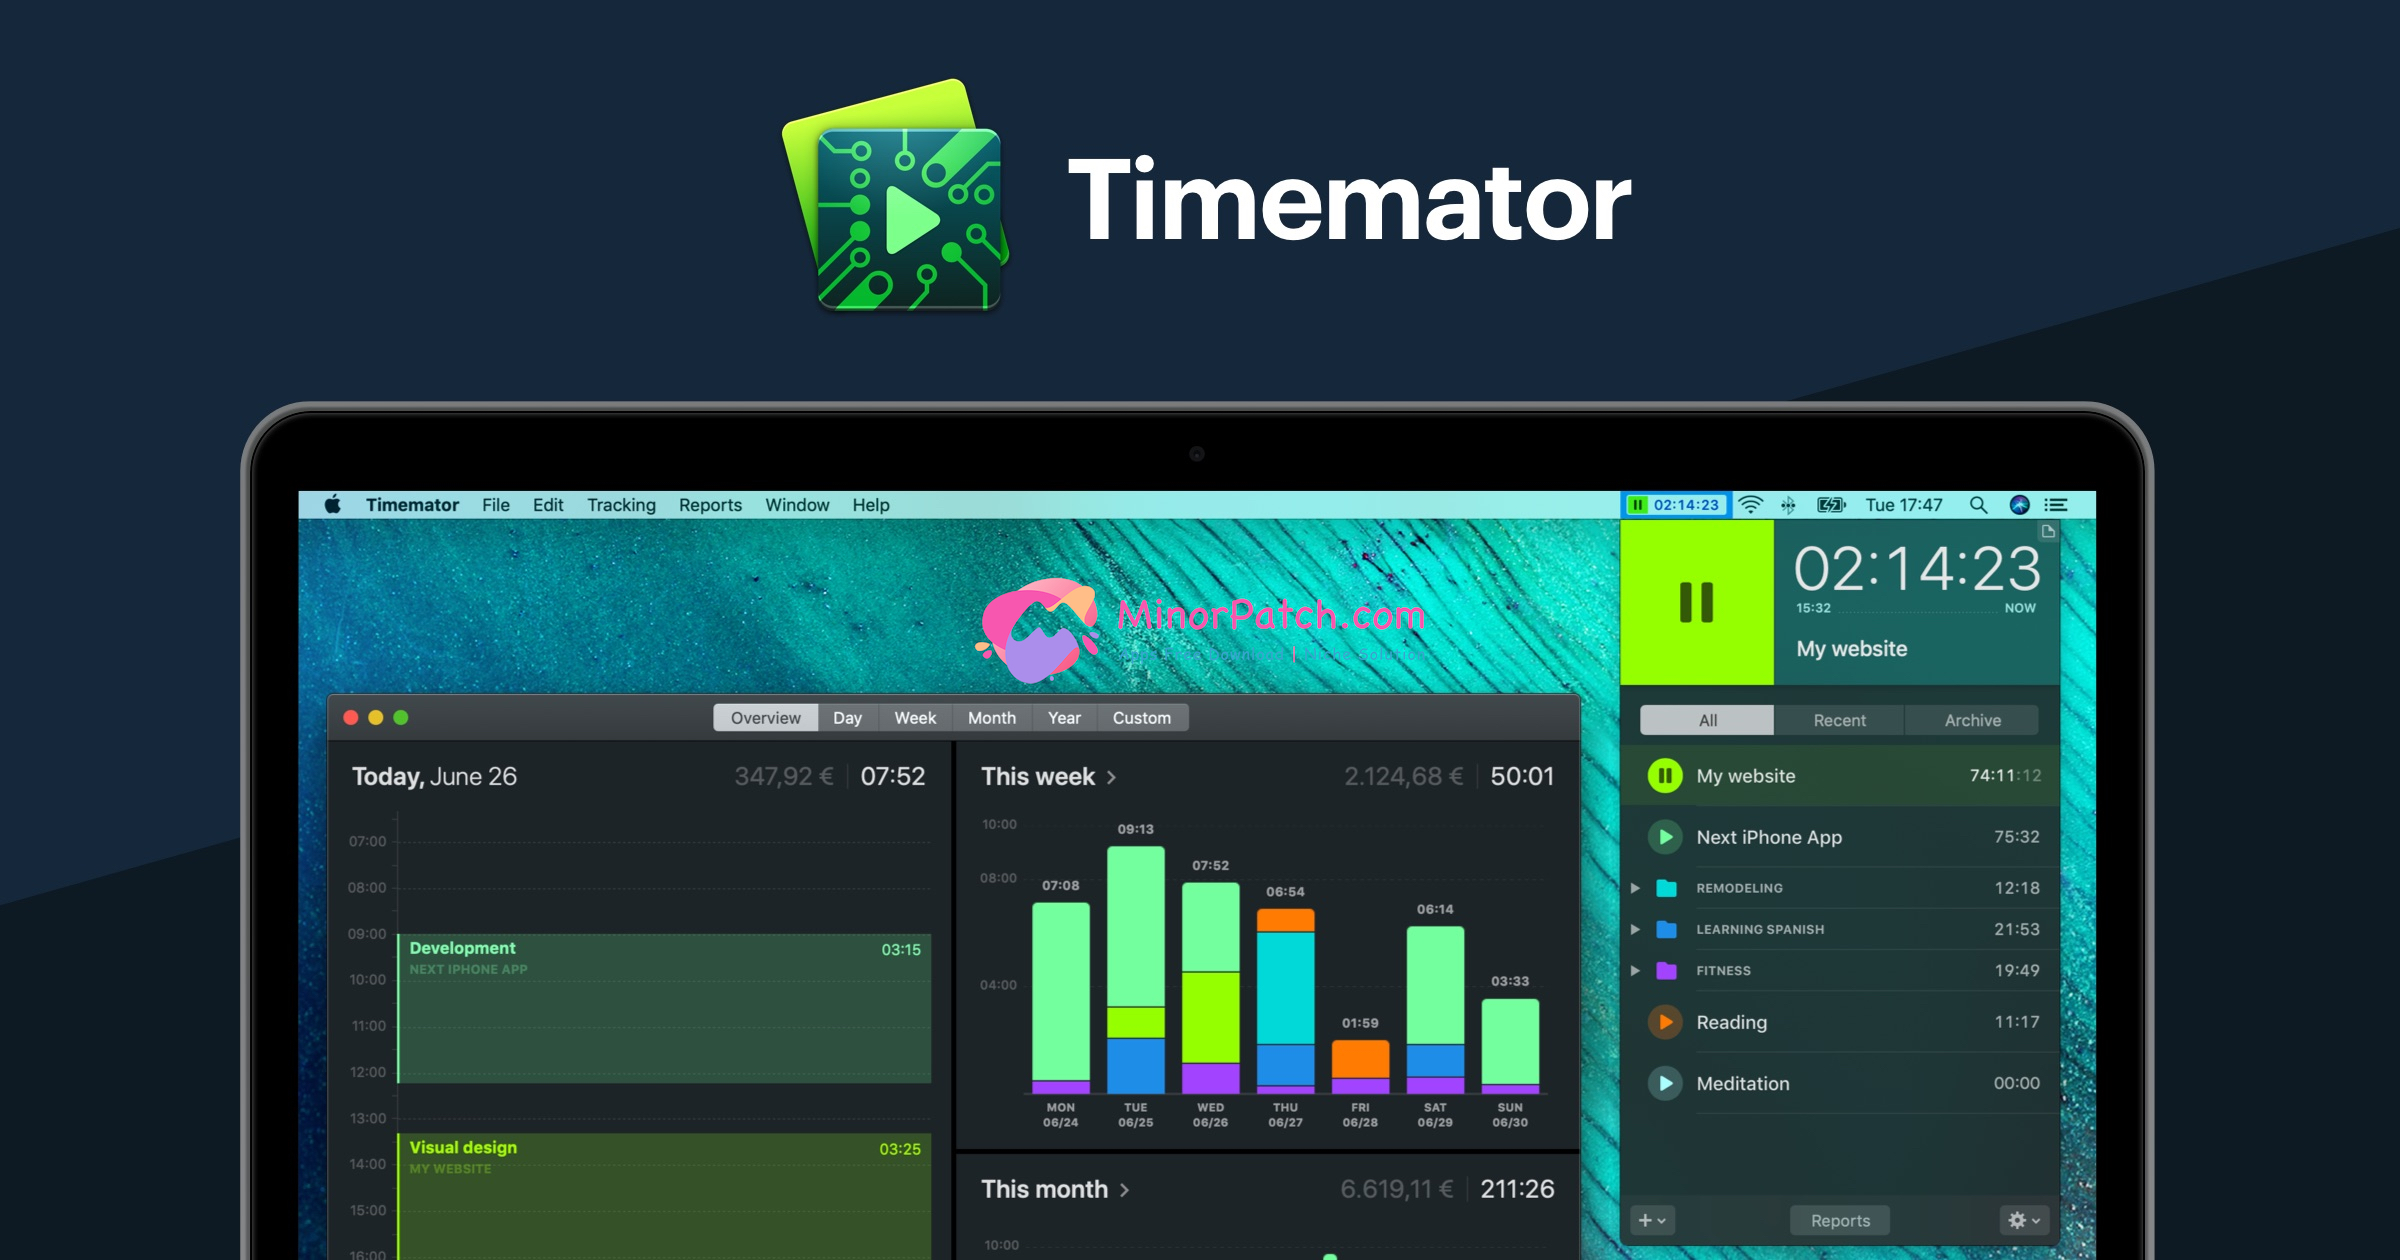 Timemator
Timemator File Edit Tracking Reports Window Help
02:14:23 Tue 17:47
02:14:23
15:32 NOW
My website
MinorPatch.com
Overview Day Week Month Year Custom
Today, June 26 347,92 € 07:52
07:00
08:00
09:00
Development 03:15
NEXT IPHONE APP
10:00
11:00
12:00
13:00
Visual design 03:25
MY WEBSITE
14:00
15:00
16:00
This week > 2.124,68 € 50:01
10:00
08:00
04:00
07:08 09:13 07:52 06:54 01:59 06:14 03:33
MON TUE WED THU FRI SAT SUN
06/24 06/25 06/26 06/27 06/28 06/29 06/30
This month > 6.619,11 € 211:26
10:00
All Recent Archive
My website 74:11:12
Next iPhone App 75:32
REMODELING 12:18
LEARNING SPANISH 21:53
FITNESS 19:49
Reading 11:17
Meditation 00:00
+ Reports